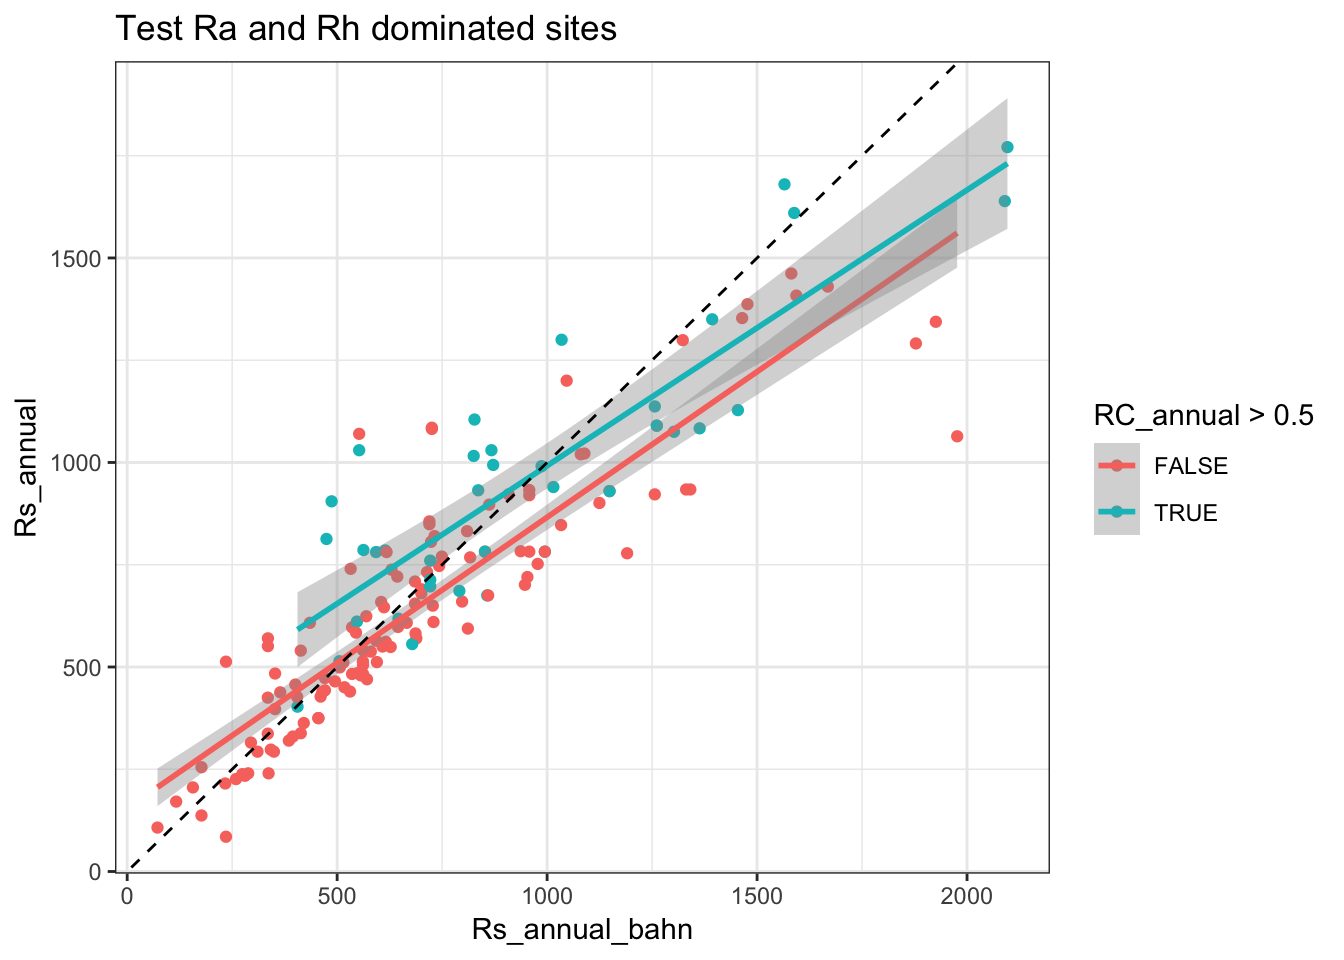 Test Ra and Rh dominated sites
Rs_annual
1500
1000
500
0
0 500 1000 1500 2000
Rs_annual_bahn
RC_annual > 0.5
FALSE
TRUE